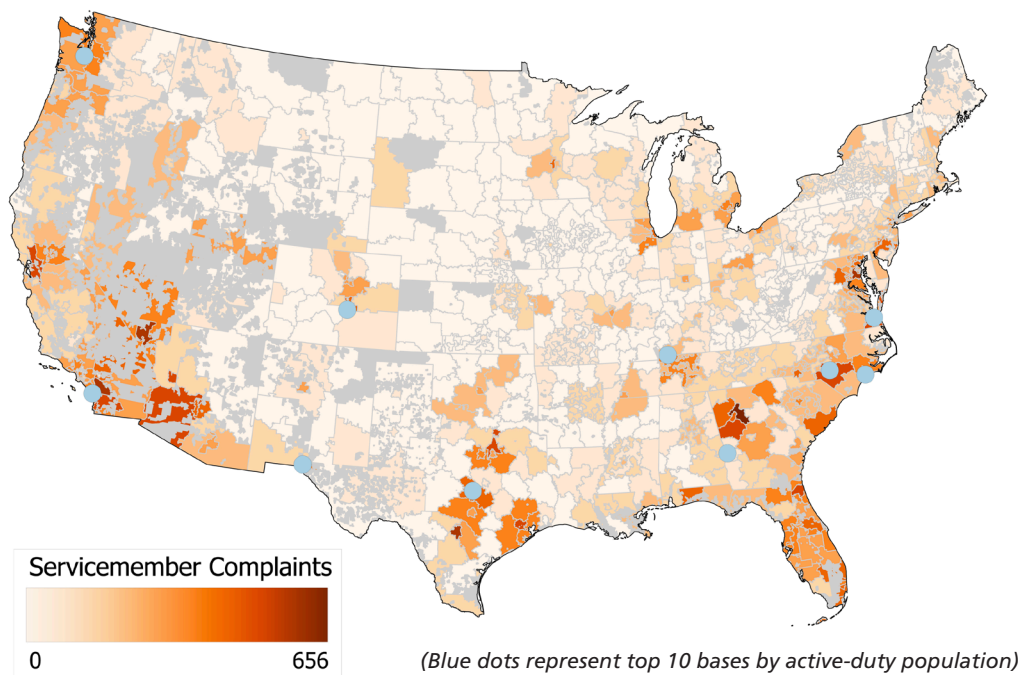 Servicemember Complaints
0 656
(Blue dots represent top 10 bases by active-duty population)